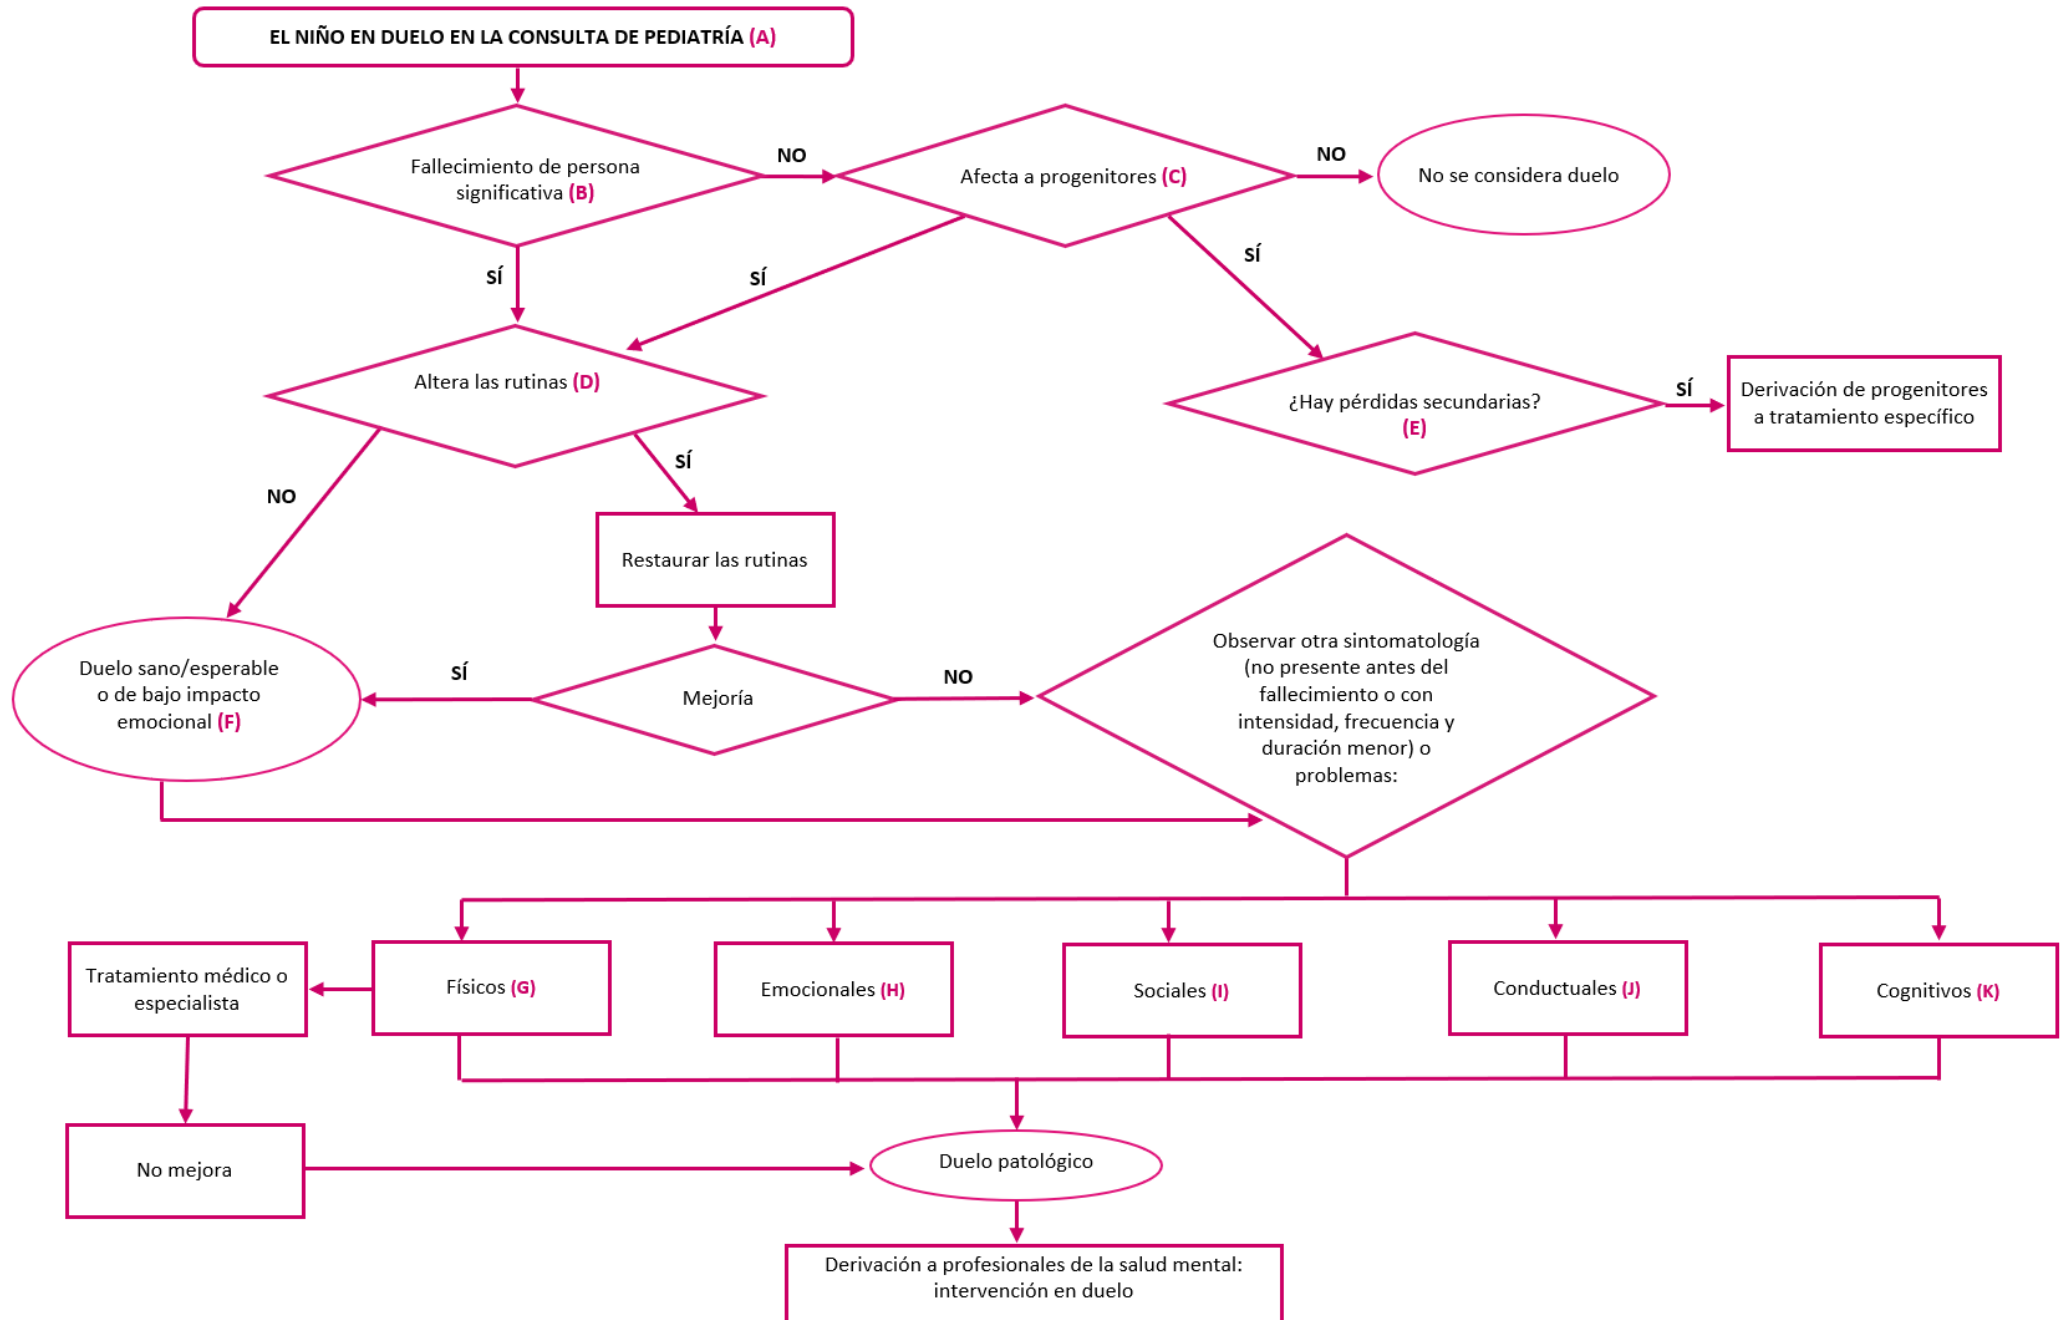 EL NIÑO EN DUELO EN LA CONSULTA DE PEDIATRÍA (A)
Fallecimiento de persona
significativa (B)
NO
Afecta a progenitores (C)
NO
No se considera duelo
SÍ
SÍ
SÍ
Altera las rutinas (D)
¿Hay pérdidas secundarias?
(E)
SÍ
Derivación de progenitores
a tratamiento específico
NO
SÍ
Restaurar las rutinas
Duelo sano/esperable
o de bajo impacto
emocional (F)
SÍ
Mejoría
NO
Observar otra sintomatología
(no presente antes del
fallecimiento o con
intensidad, frecuencia y
duración menor) o
problemas:
Tratamiento médico o
especialista
Físicos (G)
Emocionales (H)
Sociales (I)
Conductuales (J)
Cognitivos (K)
No mejora
Duelo patológico
Derivación a profesionales de la salud mental:
intervención en duelo